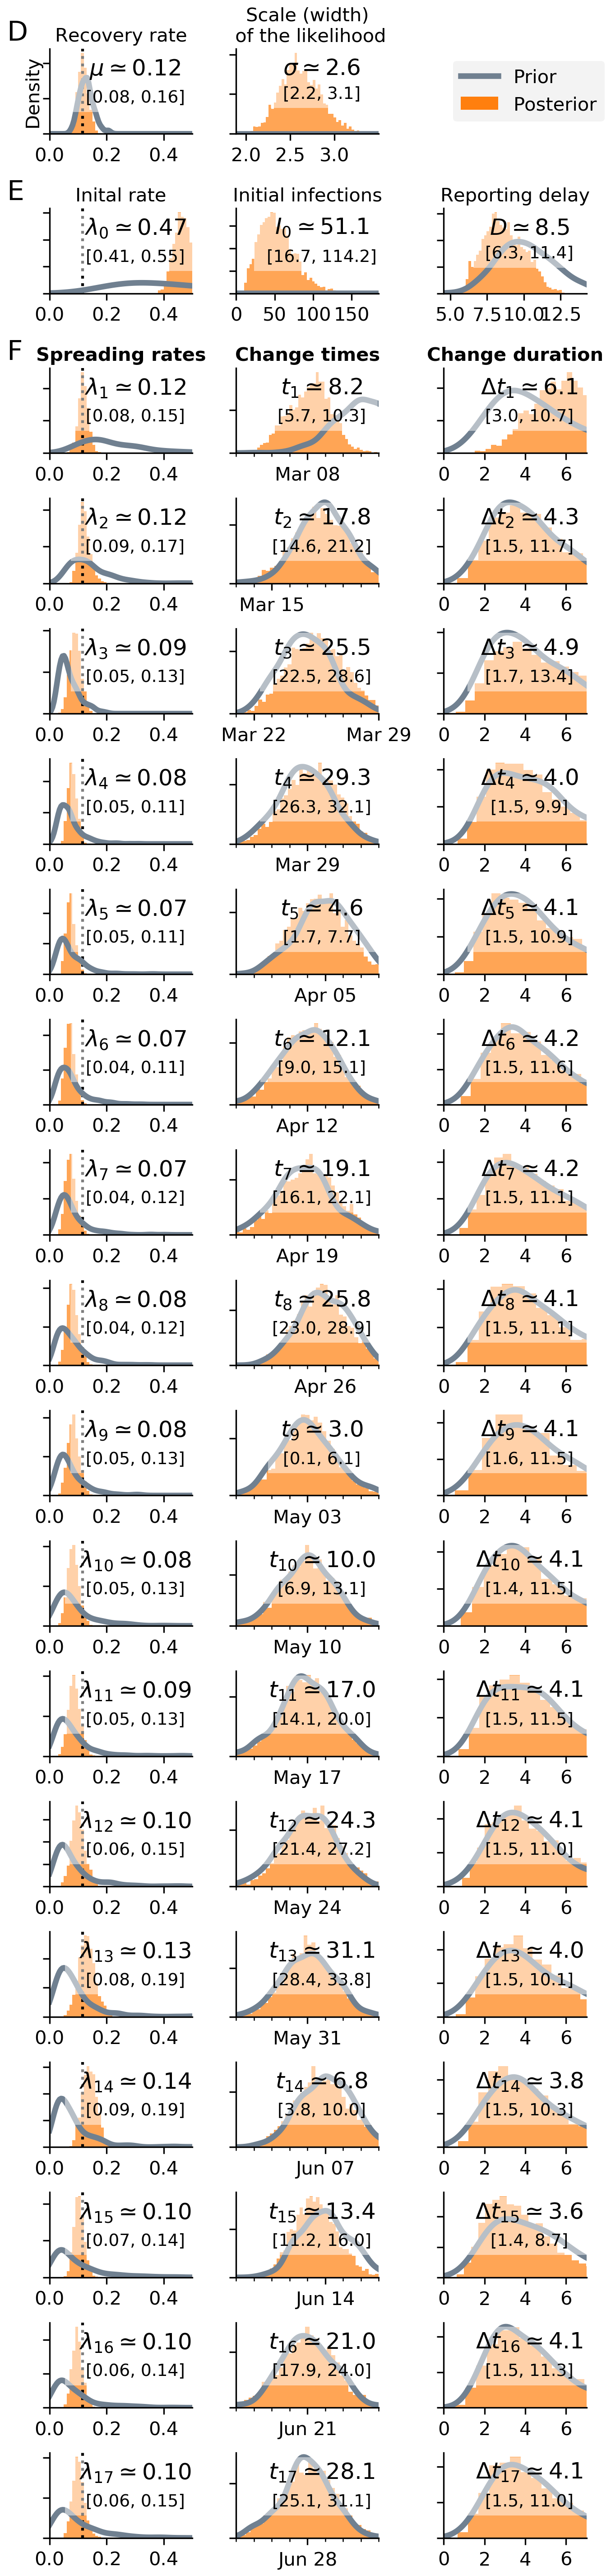 D
Recovery rate
Density
μ ≃ 0.12
[0.08, 0.16]
0.0 0.2 0.4
Scale (width)
of the likelihood
σ ≃ 2.6
[2.2, 3.1]
2.0 2.5 3.0
Prior
Posterior
E
Inital rate
λ0 ≃ 0.47
[0.41, 0.55]
0.0 0.2 0.4
Initial infections
I0 ≃ 51.1
[16.7, 114.2]
0 50 100 150
Reporting delay
D ≃ 8.5
[6.3, 11.4]
5.0 7.5 10.0 12.5
F
Spreading rates Change times Change duration
λ1 ≃ 0.12 t1 ≃ 8.2 Δt1 ≃ 6.1
[0.08, 0.15] [5.7, 10.3] [3.0, 10.7]
0.0 0.2 0.4 Mar 08 0 2 4 6
λ2 ≃ 0.12 t2 ≃ 17.8 Δt2 ≃ 4.3
[0.09, 0.17] [14.6, 21.2] [1.5, 11.7]
0.0 0.2 0.4 Mar 15 0 2 4 6
λ3 ≃ 0.09 t3 ≃ 25.5 Δt3 ≃ 4.9
[0.05, 0.13] [22.5, 28.6] [1.7, 13.4]
0.0 0.2 0.4 Mar 22 Mar 29 0 2 4 6
λ4 ≃ 0.08 t4 ≃ 29.3 Δt4 ≃ 4.0
[0.05, 0.11] [26.3, 32.1] [1.5, 9.9]
0.0 0.2 0.4 Mar 29 0 2 4 6
λ5 ≃ 0.07 t5 ≃ 4.6 Δt5 ≃ 4.1
[0.05, 0.11] [1.7, 7.7] [1.5, 10.9]
0.0 0.2 0.4 Apr 05 0 2 4 6
λ6 ≃ 0.07 t6 ≃ 12.1 Δt6 ≃ 4.2
[0.04, 0.11] [9.0, 15.1] [1.5, 11.6]
0.0 0.2 0.4 Apr 12 0 2 4 6
λ7 ≃ 0.07 t7 ≃ 19.1 Δt7 ≃ 4.2
[0.04, 0.12] [16.1, 22.1] [1.5, 11.1]
0.0 0.2 0.4 Apr 19 0 2 4 6
λ8 ≃ 0.08 t8 ≃ 25.8 Δt8 ≃ 4.1
[0.04, 0.12] [23.0, 28.9] [1.5, 11.1]
0.0 0.2 0.4 Apr 26 0 2 4 6
λ9 ≃ 0.08 t9 ≃ 3.0 Δt9 ≃ 4.1
[0.05, 0.13] [0.1, 6.1] [1.6, 11.5]
0.0 0.2 0.4 May 03 0 2 4 6
λ10 ≃ 0.08 t10 ≃ 10.0 Δt10 ≃ 4.1
[0.05, 0.13] [6.9, 13.1] [1.4, 11.5]
0.0 0.2 0.4 May 10 0 2 4 6
λ11 ≃ 0.09 t11 ≃ 17.0 Δt11 ≃ 4.1
[0.05, 0.13] [14.1, 20.0] [1.5, 11.5]
0.0 0.2 0.4 May 17 0 2 4 6
λ12 ≃ 0.10 t12 ≃ 24.3 Δt12 ≃ 4.1
[0.06, 0.15] [21.4, 27.2] [1.5, 11.0]
0.0 0.2 0.4 May 24 0 2 4 6
λ13 ≃ 0.13 t13 ≃ 31.1 Δt13 ≃ 4.0
[0.08, 0.19] [28.4, 33.8] [1.5, 10.1]
0.0 0.2 0.4 May 31 0 2 4 6
λ14 ≃ 0.14 t14 ≃ 6.8 Δt14 ≃ 3.8
[0.09, 0.19] [3.8, 10.0] [1.5, 10.3]
0.0 0.2 0.4 Jun 07 0 2 4 6
λ15 ≃ 0.10 t15 ≃ 13.4 Δt15 ≃ 3.6
[0.07, 0.14] [11.2, 16.0] [1.4, 8.7]
0.0 0.2 0.4 Jun 14 0 2 4 6
λ16 ≃ 0.10 t16 ≃ 21.0 Δt16 ≃ 4.1
[0.06, 0.14] [17.9, 24.0] [1.5, 11.3]
0.0 0.2 0.4 Jun 21 0 2 4 6
λ17 ≃ 0.10 t17 ≃ 28.1 Δt17 ≃ 4.1
[0.06, 0.15] [25.1, 31.1] [1.5, 11.0]
0.0 0.2 0.4 Jun 28 0 2 4 6